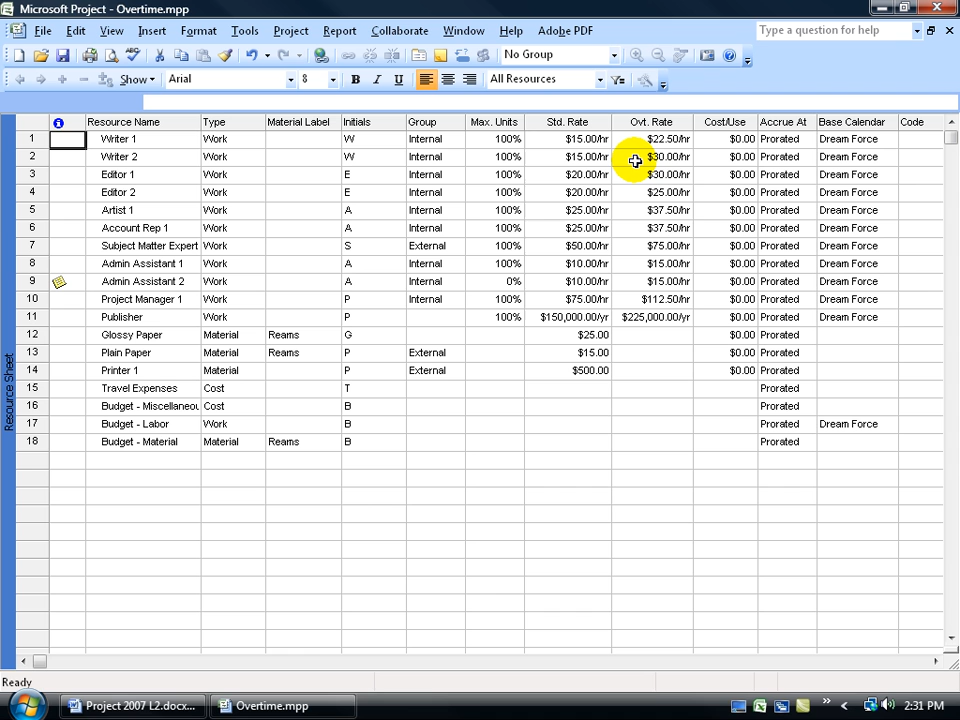 Microsoft Project - Overtime.mpp
File Edit View Insert Format Tools Project Report Collaborate Window Help Adobe PDF Type a question for help
No Group
Show Arial 8 B I U All Resources
Resource Name Type Material Label Initials Group Max. Units Std. Rate Ovt. Rate Cost/Use Accrue At Base Calendar Code
1 Writer 1 Work W Internal 100% $15.00/hr $22.50/hr $0.00 Prorated Dream Force
2 Writer 2 Work W Internal 100% $15.00/hr $30.00/hr $0.00 Prorated Dream Force
3 Editor 1 Work E Internal 100% $20.00/hr $30.00/hr $0.00 Prorated Dream Force
4 Editor 2 Work E Internal 100% $20.00/hr $25.00/hr $0.00 Prorated Dream Force
5 Artist 1 Work A Internal 100% $25.00/hr $37.50/hr $0.00 Prorated Dream Force
6 Account Rep 1 Work A Internal 100% $25.00/hr $37.50/hr $0.00 Prorated Dream Force
7 Subject Matter Expert Work S External 100% $50.00/hr $75.00/hr $0.00 Prorated Dream Force
8 Admin Assistant 1 Work A Internal 100% $10.00/hr $15.00/hr $0.00 Prorated Dream Force
9 Admin Assistant 2 Work A Internal 0% $10.00/hr $15.00/hr $0.00 Prorated Dream Force
10 Project Manager 1 Work P Internal 100% $75.00/hr $112.50/hr $0.00 Prorated Dream Force
11 Publisher Work P 100% $150,000.00/yr $225,000.00/yr $0.00 Prorated Dream Force
12 Glossy Paper Material Reams G $25.00 $0.00 Prorated
13 Plain Paper Material Reams P External $15.00 $0.00 Prorated
14 Printer 1 Material P External $500.00 $0.00 Prorated
15 Travel Expenses Cost T Prorated
16 Budget - Miscellaneou Cost B Prorated
17 Budget - Labor Work B Prorated Dream Force
18 Budget - Material Material Reams B Prorated
Resource Sheet
Ready
Project 2007 L2.docx... Overtime.mpp 2:31 PM